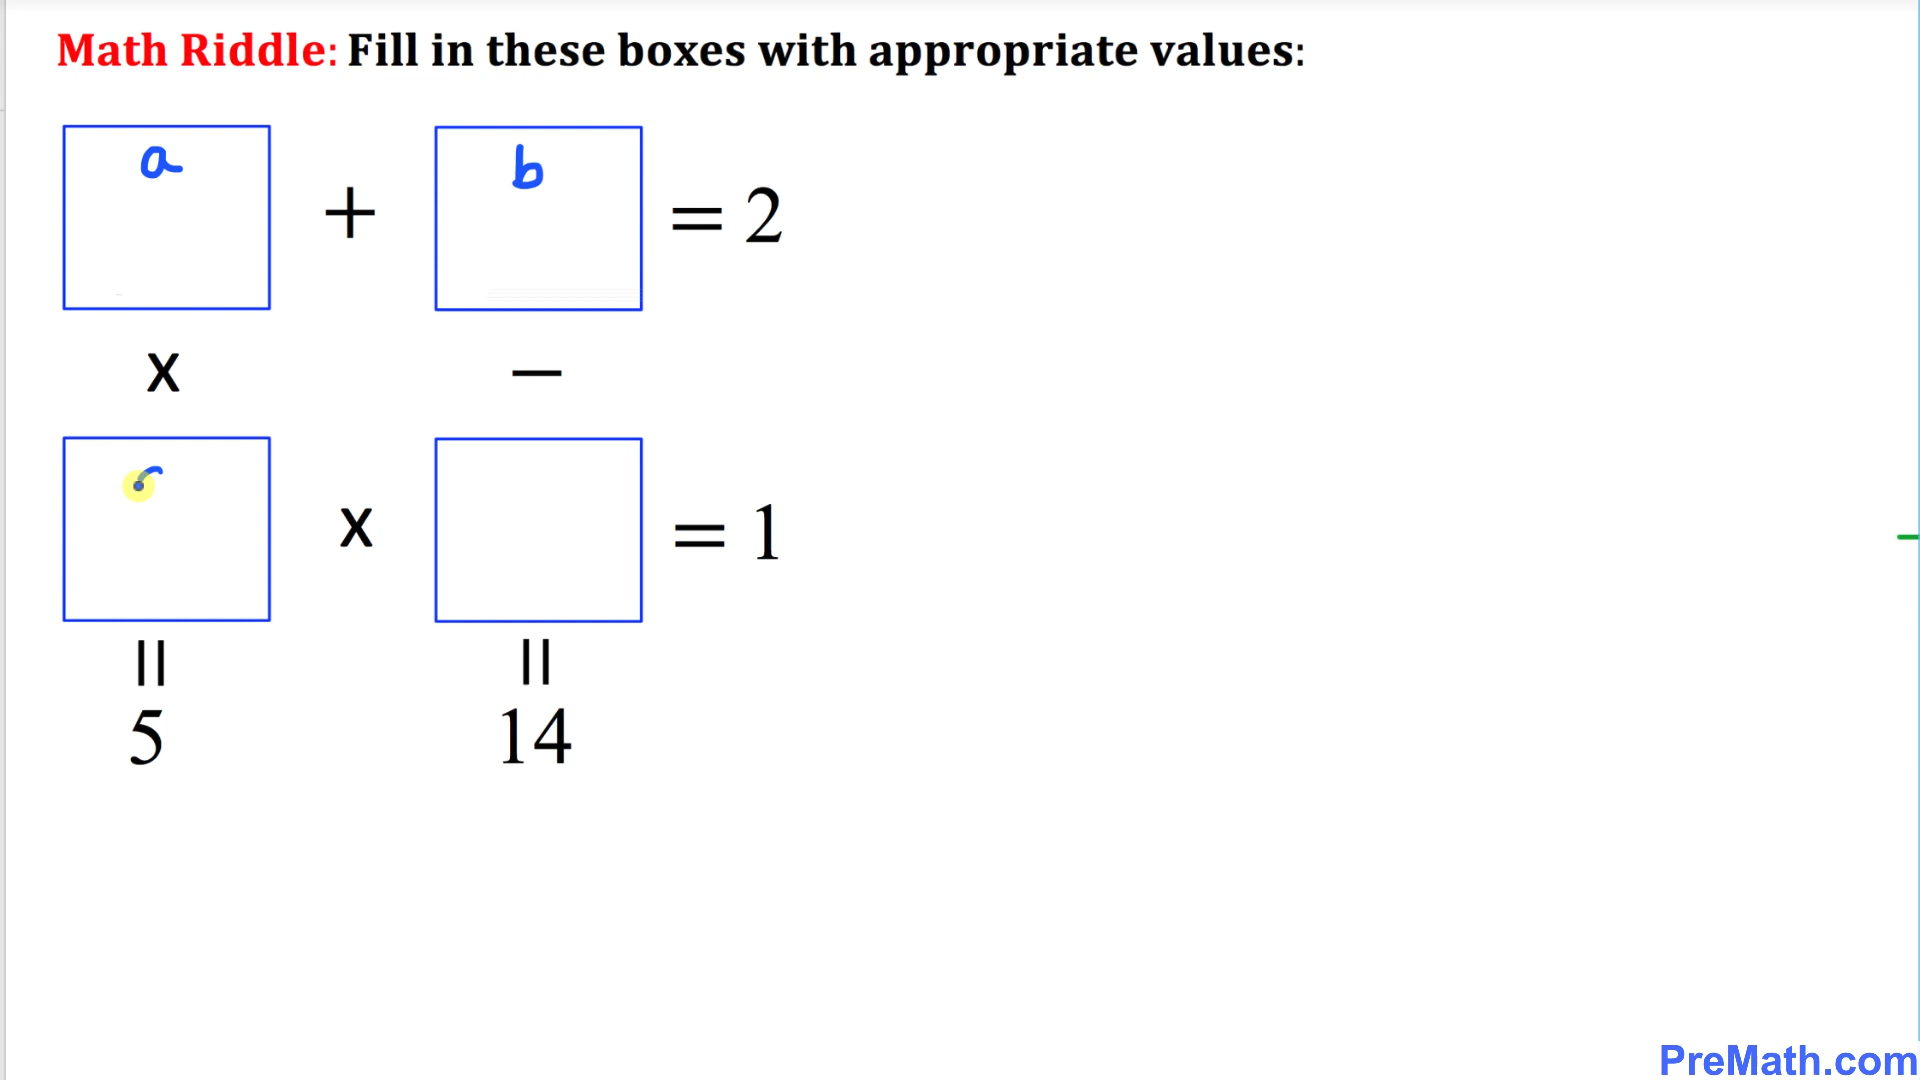 Math Riddle: Fill in these boxes with appropriate values:
a + b = 2
x −
x = 1
= =
5 14
PreMath.com